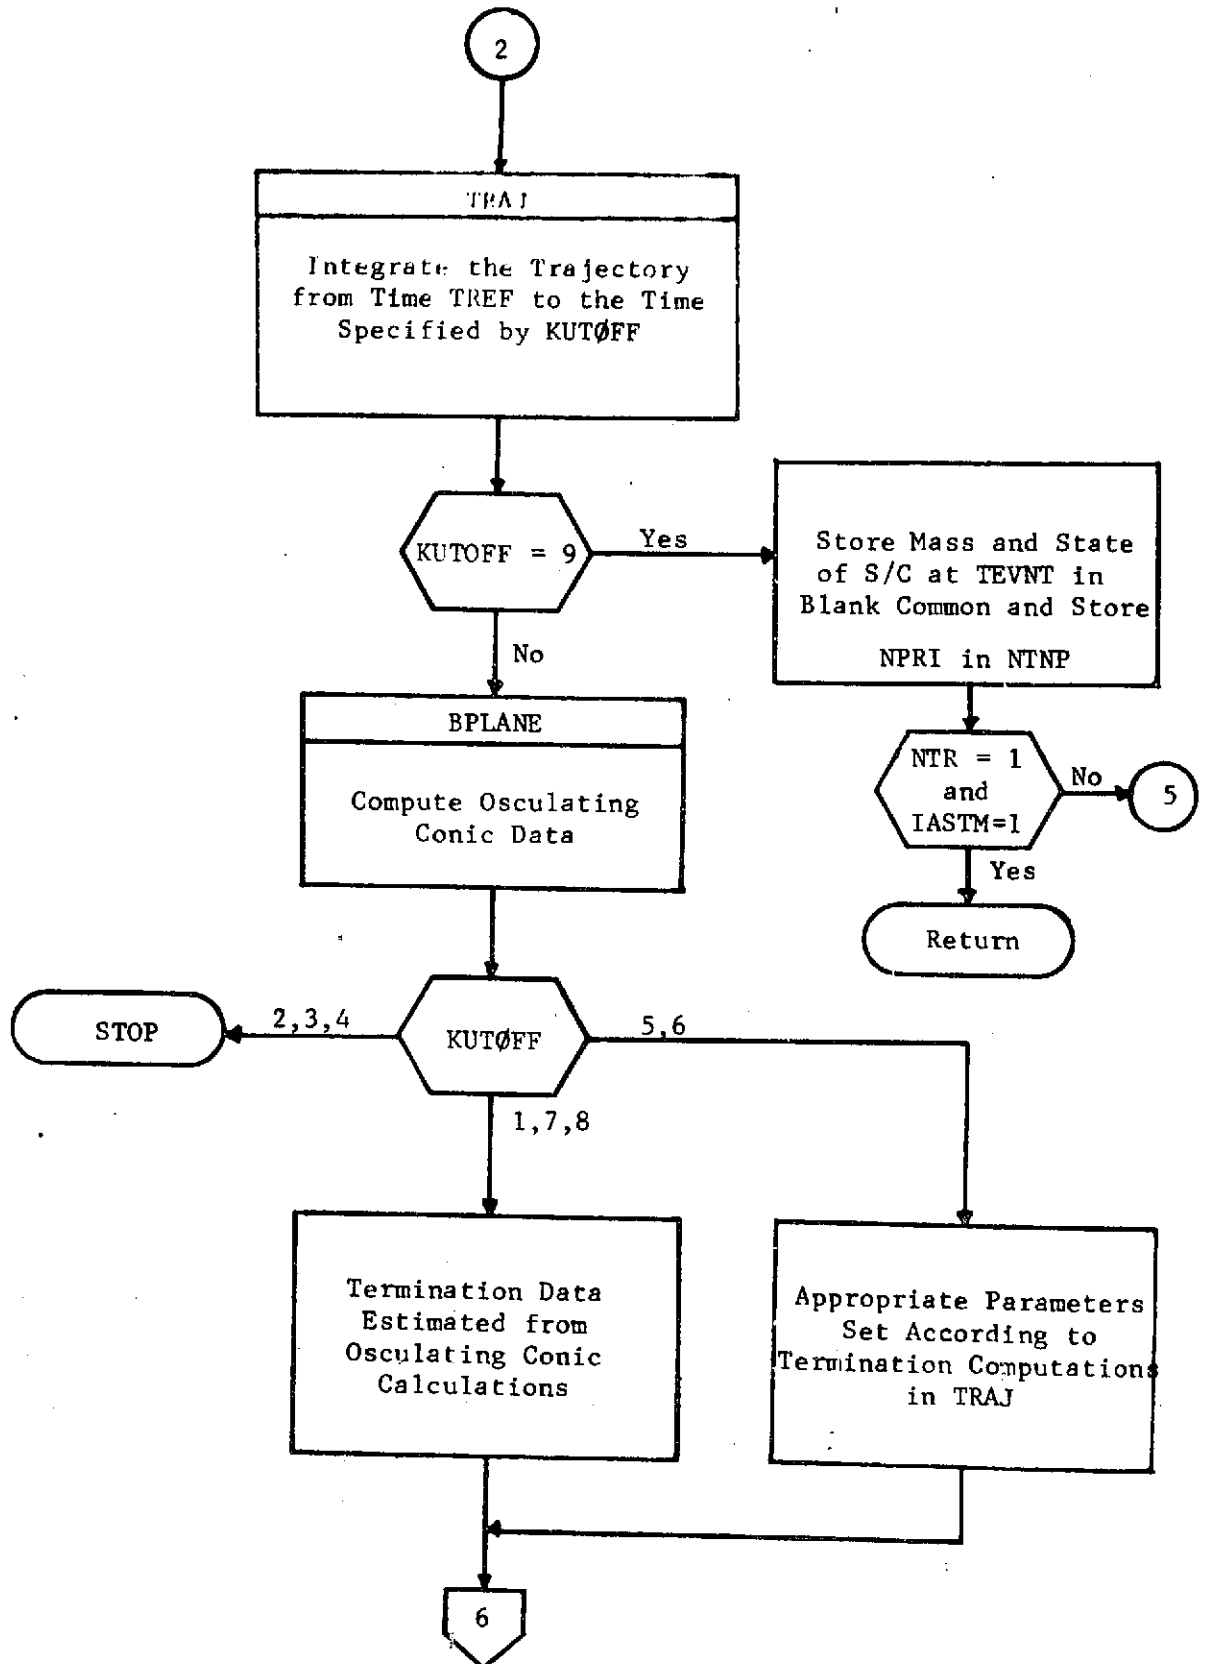 2
TRAJ
Integrate the Trajectory
from Time TREF to the Time
Specified by KUTØFF
KUTOFF = 9
Yes
Store Mass and State
of S/C at TEVNT in
Blank Common and Store
NPRI in NTNP
No
BPLANE
Compute Osculating
Conic Data
NTR = 1
and
IASTM=1
No
5
Yes
Return
STOP
2,3,4
KUTØFF
5,6
1,7,8
Termination Data
Estimated from
Osculating Conic
Calculations
Appropriate Parameters
Set According to
Termination Computations
in TRAJ
6